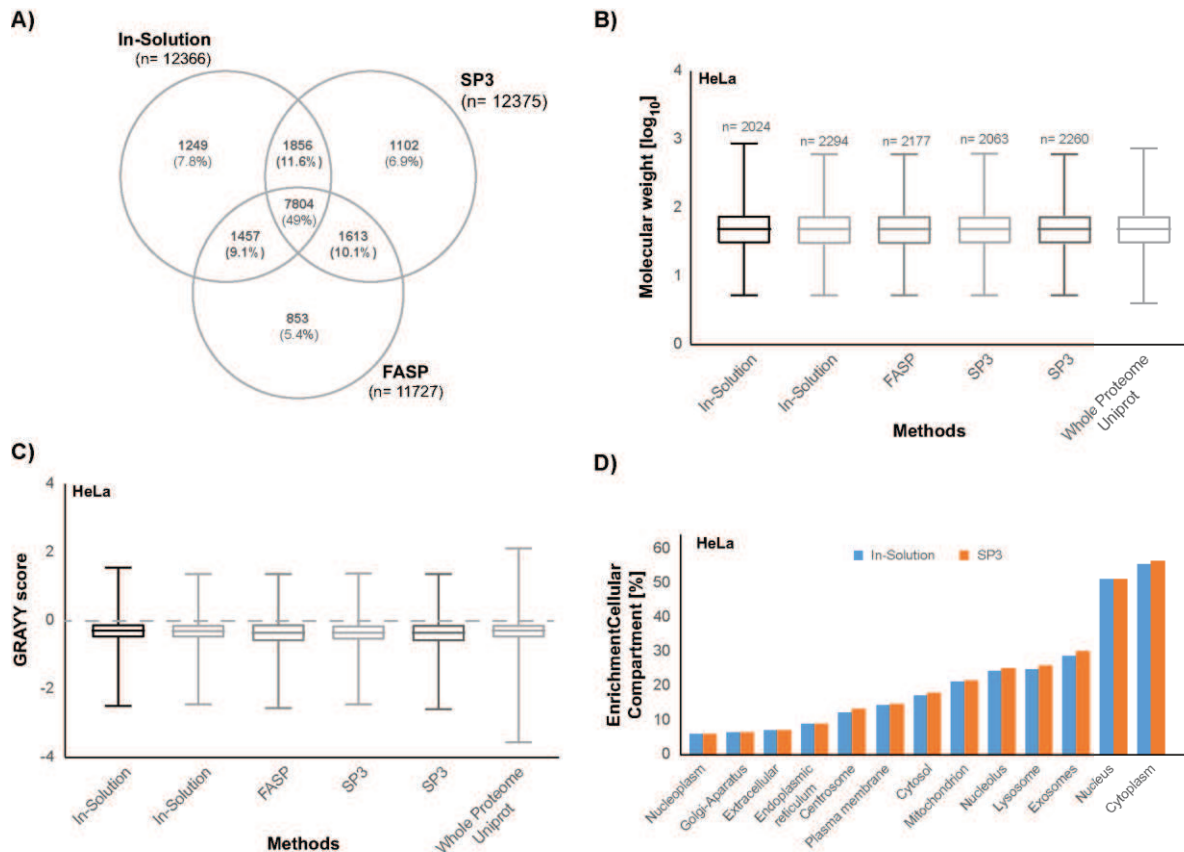 A)
In-Solution
(n= 12366)
SP3
(n= 12375)
1249
(7.8%)
1856
(11.6%)
1102
(6.9%)
7804
(49%)
1457
(9.1%)
1613
(10.1%)
853
(5.4%)
FASP
(n= 11727)
B)
HeLa
Molecular weight [log10]
4
3
2
1
0
n= 2024
n= 2294
n= 2177
n= 2063
n= 2260
In-Solution
In-Solution
FASP
SP3
SP3
Whole Proteome
Uniprot
Methods
C)
HeLa
GRAYY score
4
2
0
-2
-4
In-Solution
In-Solution
FASP
SP3
SP3
Whole Proteome
Uniprot
Methods
D)
HeLa
In-Solution
SP3
EnrichmentCellular
Compartment [%]
60
50
40
30
20
10
0
Nucleoplasm
Golgi-Aparatus
Extracellular
Endoplasmic
reticulum
Centrosome
Plasma membrane
Cytosol
Mitochondrion
Nucleolus
Lysosome
Exosomes
Nucleus
Cytoplasm